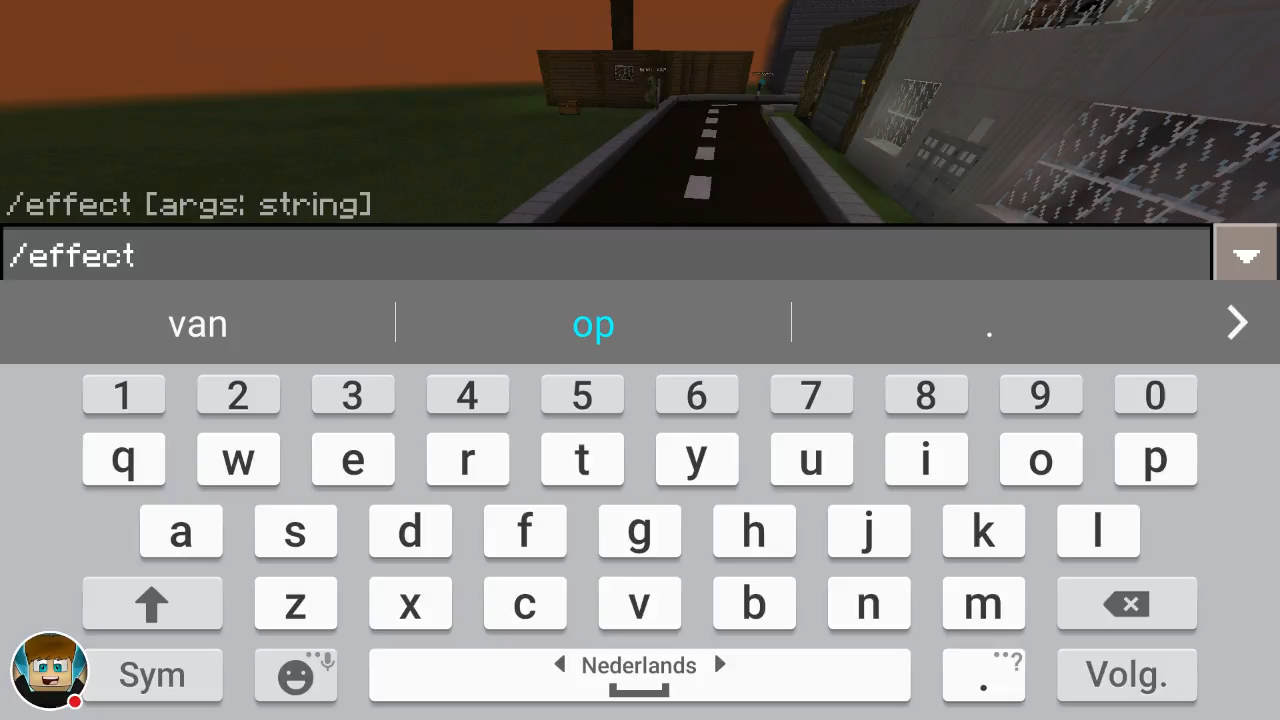 /effect [args: string]
/effect
van op .
1 2 3 4 5 6 7 8 9 0
q w e r t y u i o p
a s d f g h j k l
z x c v b n m
Sym Nederlands . ? Volg.